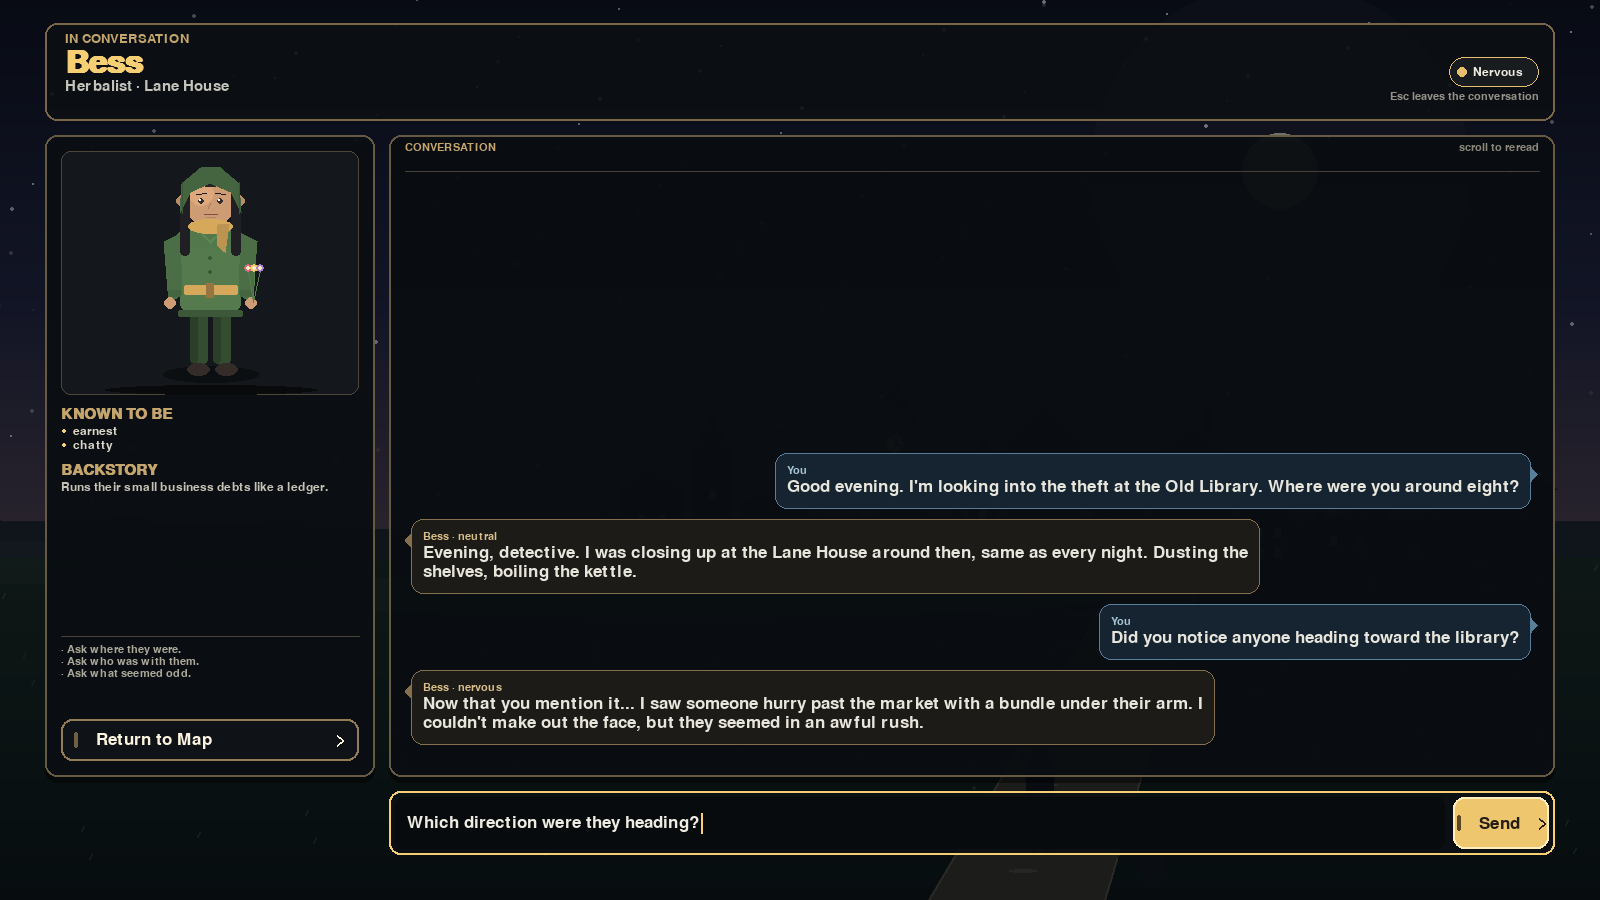 IN CONVERSATION
Bess
Herbalist · Lane House
Nervous
Esc leaves the conversation
KNOWN TO BE
• earnest
• chatty
BACKSTORY
Runs their small business debts like a ledger.
· Ask where they were.
· Ask who was with them.
· Ask what seemed odd.
Return to Map
CONVERSATION
scroll to reread
You
Good evening. I'm looking into the theft at the Old Library. Where were you around eight?
Bess · neutral
Evening, detective. I was closing up at the Lane House around then, same as every night. Dusting the
shelves, boiling the kettle.
You
Did you notice anyone heading toward the library?
Bess · nervous
Now that you mention it... I saw someone hurry past the market with a bundle under their arm. I
couldn't make out the face, but they seemed in an awful rush.
Which direction were they heading?
Send